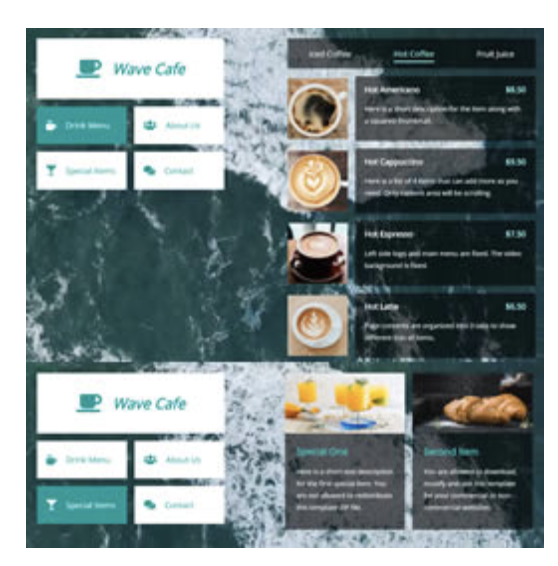 Wave Cafe
Drink Menu
About Us
Special Items
Contact
Iced Coffee
Hot Coffee
Fruit Juice
Hot Americano $8.50
Here is a short description for the item along with
a squared thumbnail.
Hot Cappuccino $9.50
Here is a list of 4 items that can add more as you
need. Only content area will be scrolling.
Hot Espresso $7.50
Left side logo and main menu are fixed. The video
background is fixed.
Hot Latte $6.50
Page contents are organized into 3 tabs to show
different lists of items.
Wave Cafe
Drink Menu
About Us
Special Items
Contact
Special One
Here is a short text description
for the first special item. You
are not allowed to redistribute
this template ZIP file.
Second Item
You are allowed to download,
modify and use this template
for your commercial or non-
commercial websites.